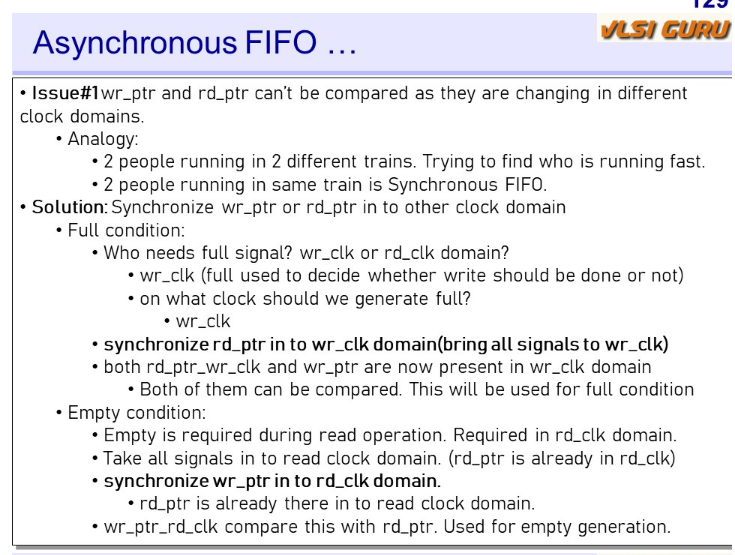 129
VLSI GURU
Asynchronous FIFO ...
• Issue#1 wr_ptr and rd_ptr can't be compared as they are changing in different
clock domains.
• Analogy:
• 2 people running in 2 different trains. Trying to find who is running fast.
• 2 people running in same train is Synchronous FIFO.
• Solution: Synchronize wr_ptr or rd_ptr in to other clock domain
• Full condition:
• Who needs full signal? wr_clk or rd_clk domain?
• wr_clk (full used to decide whether write should be done or not)
• on what clock should we generate full?
• wr_clk
• synchronize rd_ptr in to wr_clk domain(bring all signals to wr_clk)
• both rd_ptr_wr_clk and wr_ptr are now present in wr_clk domain
• Both of them can be compared. This will be used for full condition
• Empty condition:
• Empty is required during read operation. Required in rd_clk domain.
• Take all signals in to read clock domain. (rd_ptr is already in rd_clk)
• synchronize wr_ptr in to rd_clk domain.
• rd_ptr is already there in to read clock domain.
• wr_ptr_rd_clk compare this with rd_ptr. Used for empty generation.